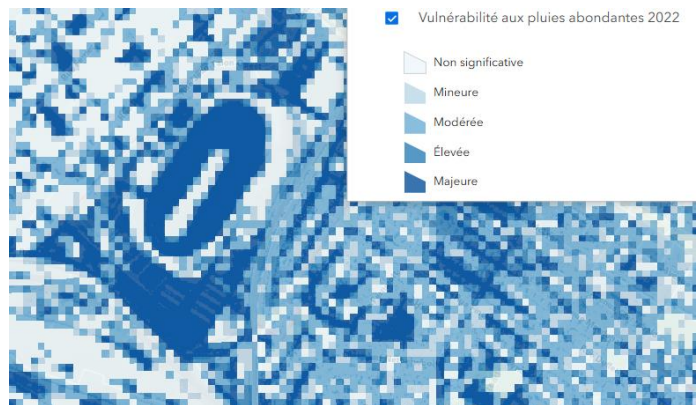 Vulnérabilité aux pluies abondantes 2022
Non significative
Mineure
Modérée
Élevée
Majeure